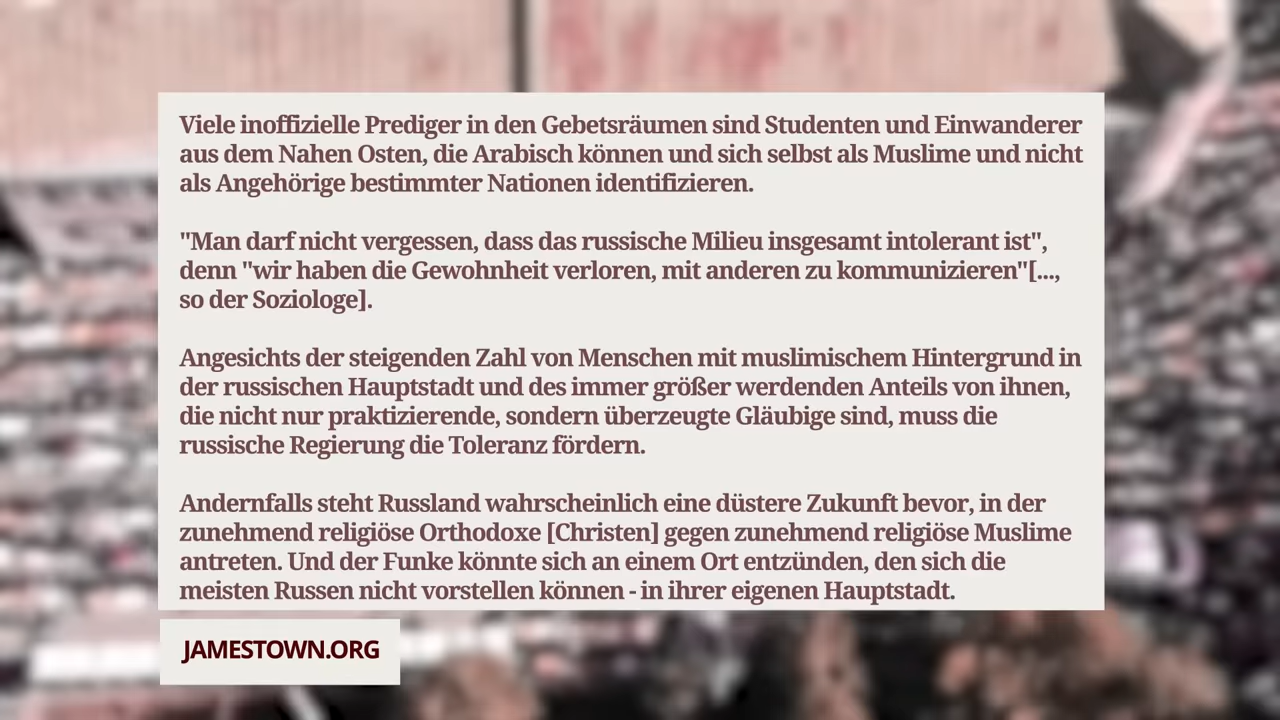 Viele inoffizielle Prediger in den Gebetsräumen sind Studenten und Einwanderer
aus dem Nahen Osten, die Arabisch können und sich selbst als Muslime und nicht
als Angehörige bestimmter Nationen identifizieren.
"Man darf nicht vergessen, dass das russische Milieu insgesamt intolerant ist",
denn "wir haben die Gewohnheit verloren, mit anderen zu kommunizieren"[...,
so der Soziologe].
Angesichts der steigenden Zahl von Menschen mit muslimischem Hintergrund in
der russischen Hauptstadt und des immer größer werdenden Anteils von ihnen,
die nicht nur praktizierende, sondern überzeugte Gläubige sind, muss die
russische Regierung die Toleranz fördern.
Andernfalls steht Russland wahrscheinlich eine düstere Zukunft bevor, in der
zunehmend religiöse Orthodoxe [Christen] gegen zunehmend religiöse Muslime
antreten. Und der Funke könnte sich an einem Ort entzünden, den sich die
meisten Russen nicht vorstellen können - in ihrer eigenen Hauptstadt.
JAMESTOWN.ORG